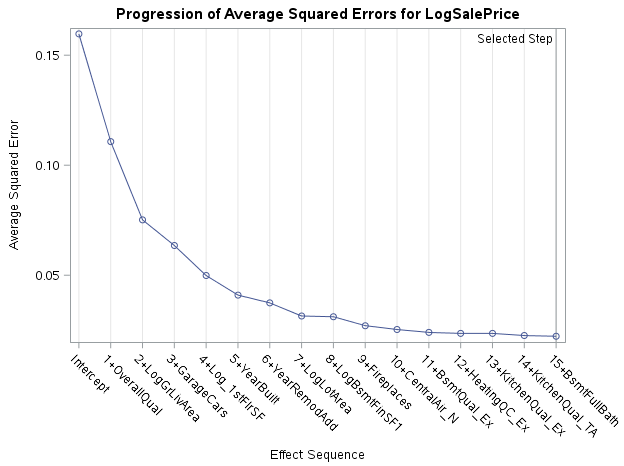 Progression of Average Squared Errors for LogSalePrice
Selected Step
0.15
0.10
0.05
Average Squared Error
Intercept
1+OverallQual
2+LogGrLivArea
3+GarageCars
4+Log_1stFlrSF
5+YearBuilt
6+YearRemodAdd
7+LogLotArea
8+LogBsmtFinSF1
9+Fireplaces
10+CentralAir_N
11+BsmtQual_Ex
12+HeatingQC_Ex
13+KitchenQual_Ex
14+KitchenQual_TA
15+BsmtFullBath
Effect Sequence